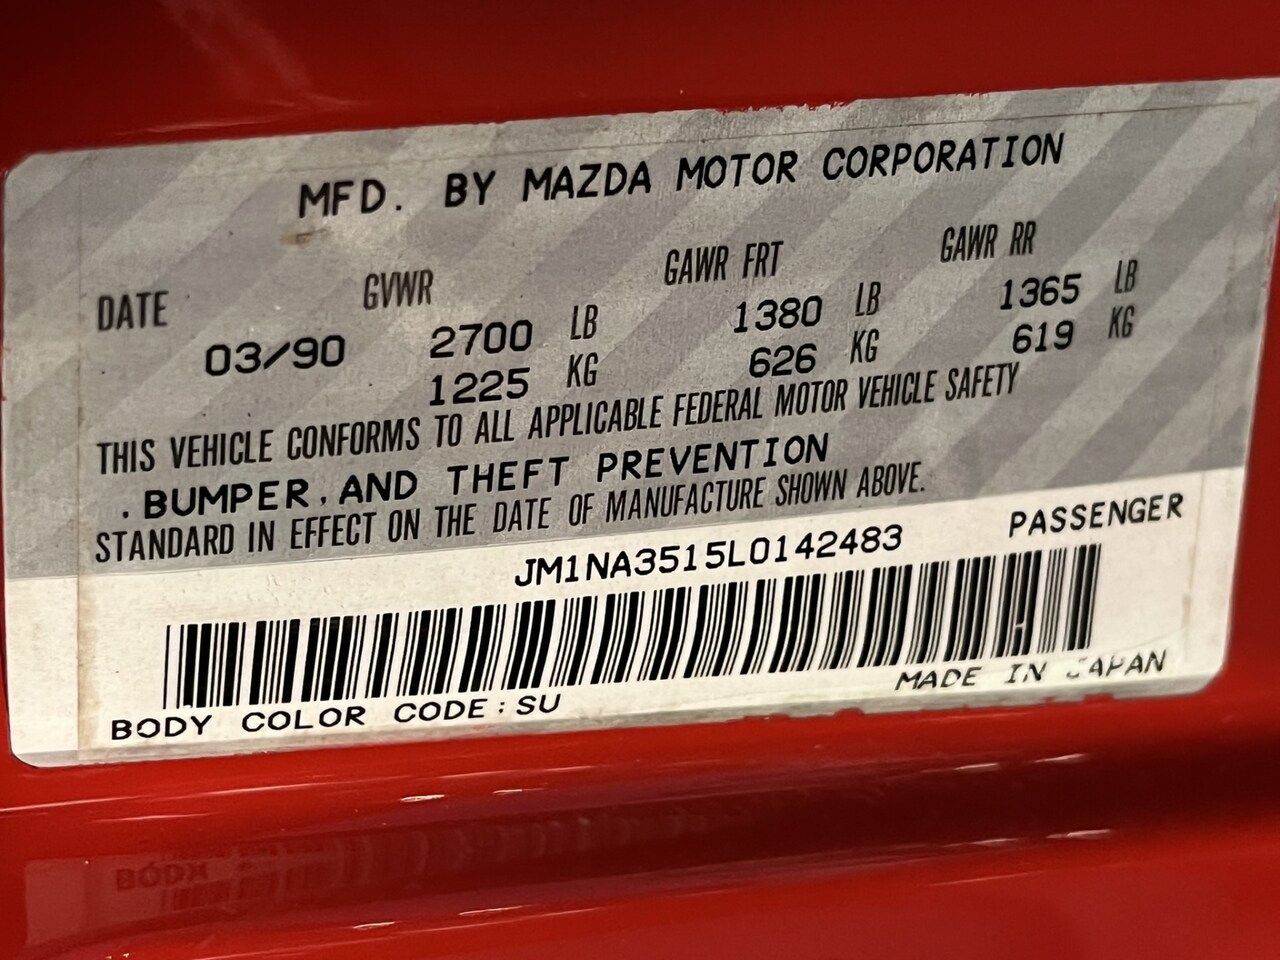 MFD. BY MAZDA MOTOR CORPORATION
DATE GVWR GAWR FRT GAWR RR
03/90 2700 LB 1380 LB 1365 LB
1225 KG 626 KG 619 KG
THIS VEHICLE CONFORMS TO ALL APPLICABLE FEDERAL MOTOR VEHICLE SAFETY
.BUMPER.AND THEFT PREVENTION
STANDARD IN EFFECT ON THE DATE OF MANUFACTURE SHOWN ABOVE.
JM1NA3515L0142483 PASSENGER
BODY COLOR CODE:SU MADE IN JAPAN